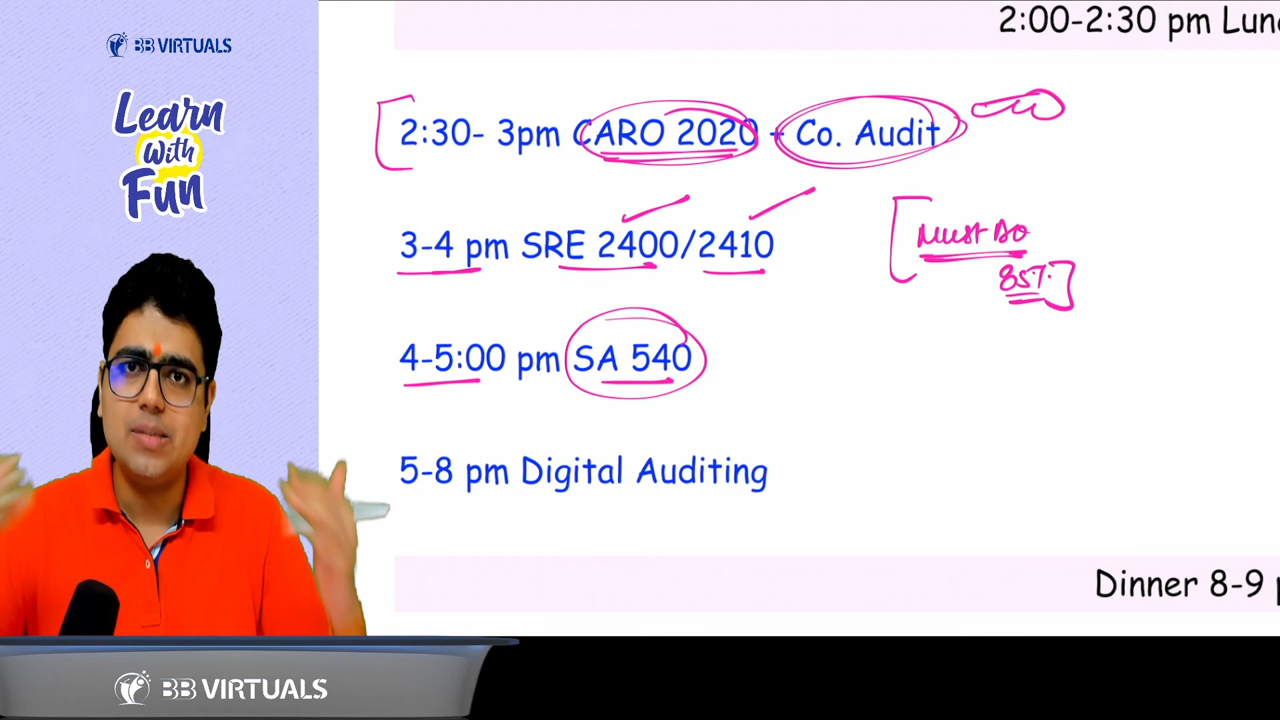 BB VIRTUALS
Learn
With
Fun
2:00-2:30 pm
2:30- 3pm CARO 2020 + Co. Audit
3-4 pm SRE 2400/2410
Must Do
85%
4-5:00 pm SA 540
5-8 pm Digital Auditing
Dinner 8-9
BB VIRTUALS